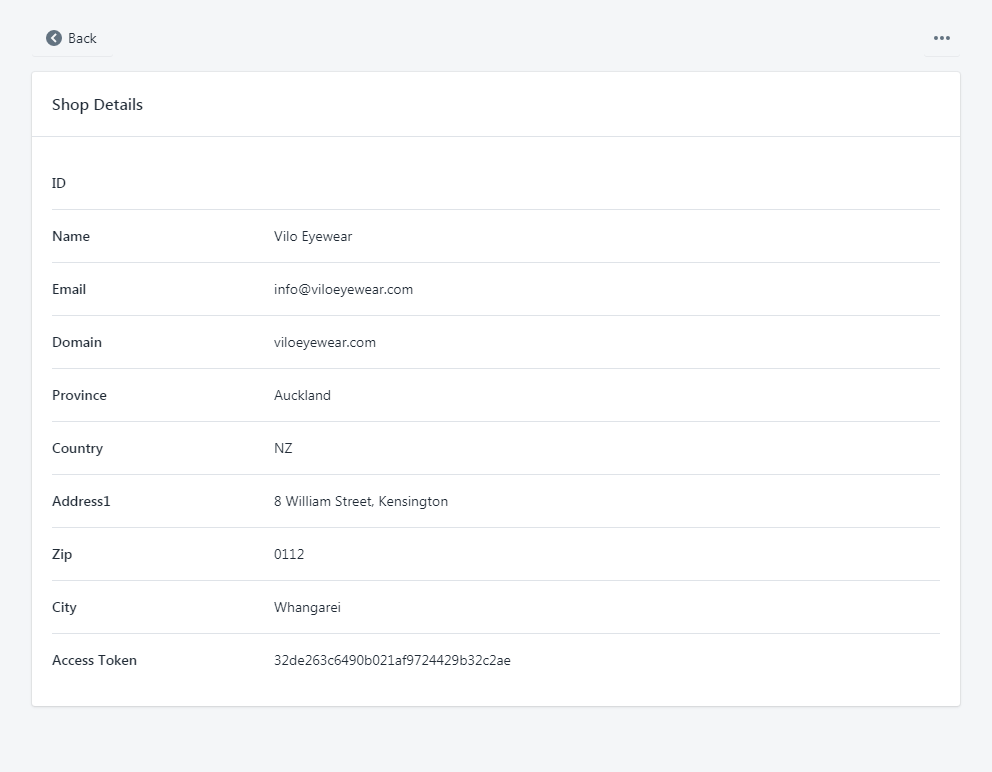 Back
Shop Details
ID
Name Vilo Eyewear
Email info@viloeyewear.com
Domain viloeyewear.com
Province Auckland
Country NZ
Address1 8 William Street, Kensington
Zip 0112
City Whangarei
Access Token 32de263c6490b021af9724429b32c2ae